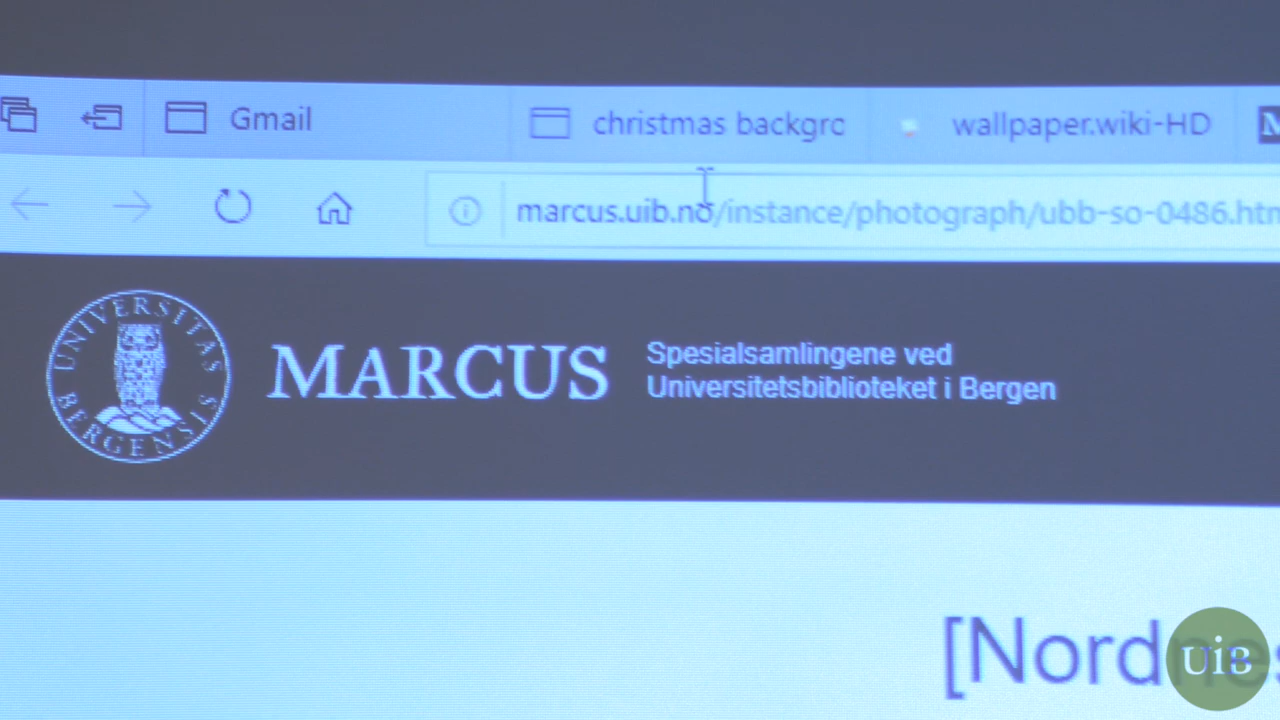 Gmail
christmas backgro
wallpaper.wiki-HD
marcus.uib.no/instance/photograph/ubb-so-0486.htm
UNIVERSITAS
BERGENSIS
MARCUS
Spesialsamlingene ved
Universitetsbiblioteket i Bergen
[Nordnes
UiB